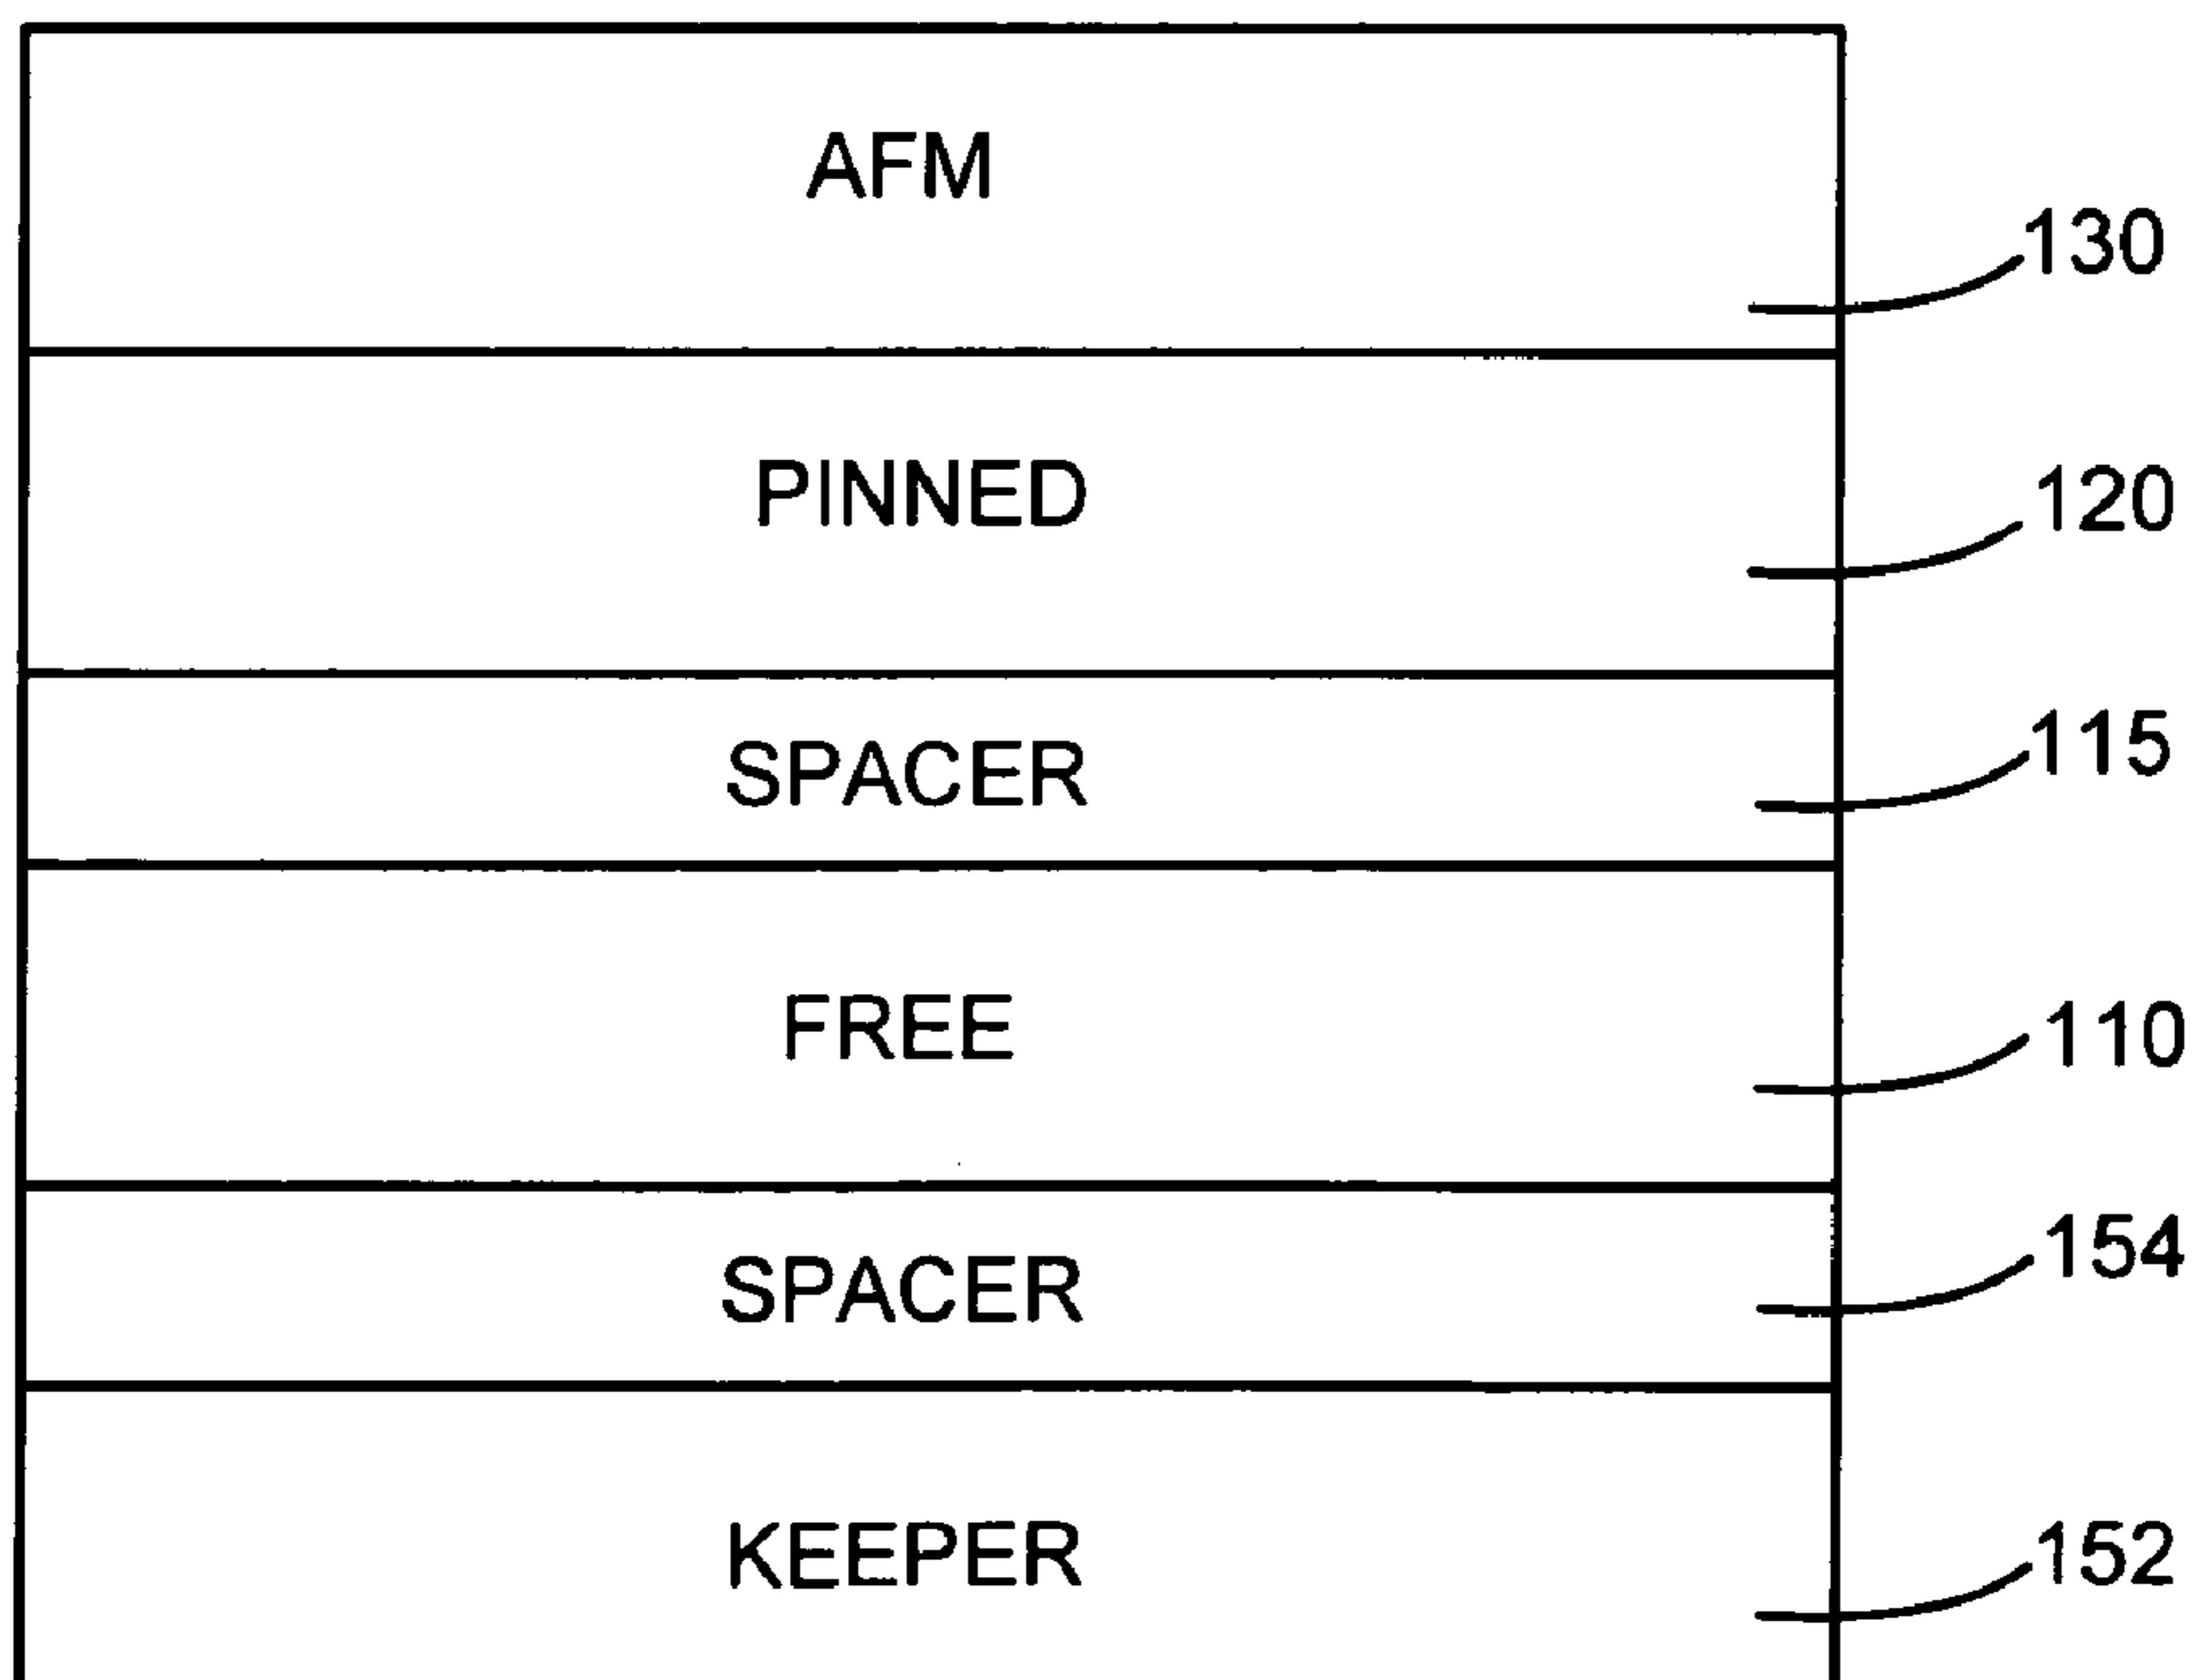 AFM
130
PINNED
120
SPACER
115
FREE
110
SPACER
154
KEEPER
152